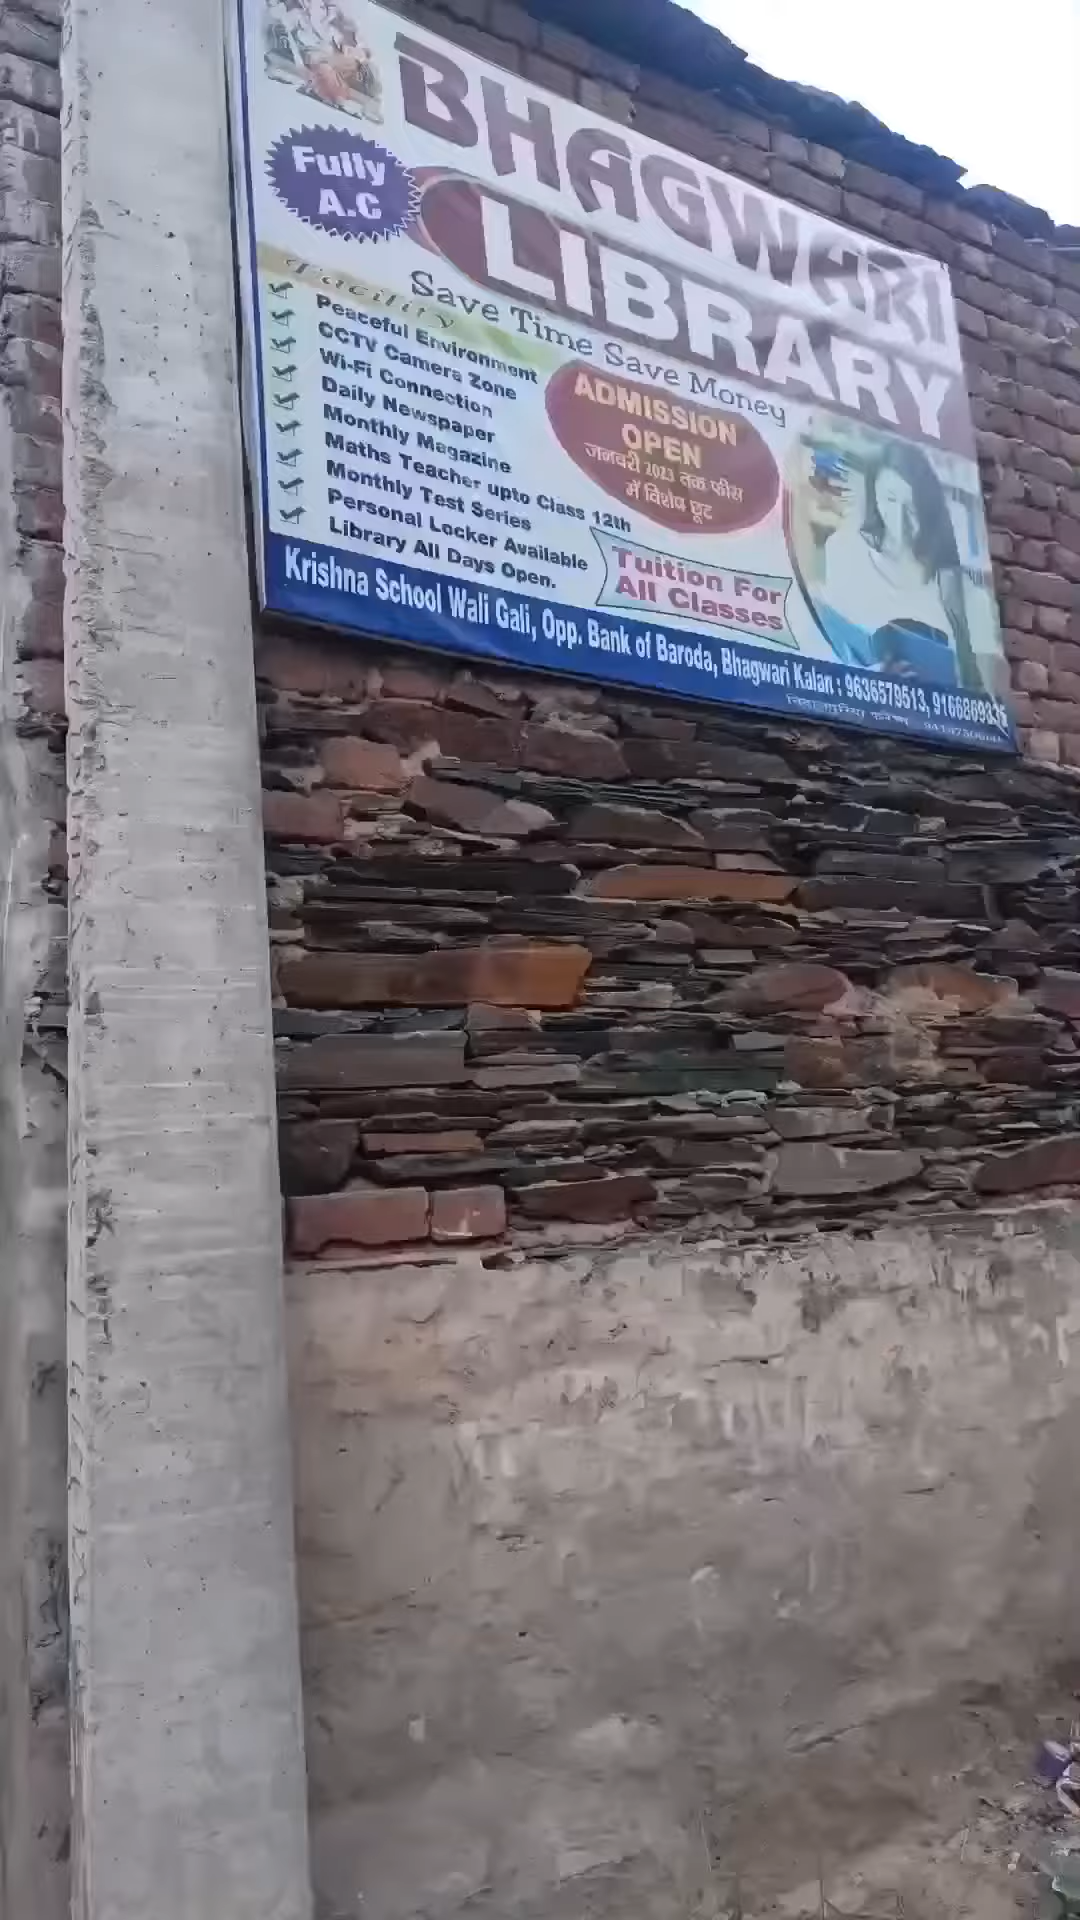 BHAGWARI
LIBRARY
Fully
A.C
Save Time Save Money
Facility
Peaceful Environment
CCTV Camera Zone
Wi-Fi Connection
Daily Newspaper
Monthly Magazine
Maths Teacher upto Class 12th
Monthly Test Series
Personal Locker Available
Library All Days Open.
ADMISSION
OPEN
जनवरी 2023 तक फीस
में विशेष छूट
Tuition For
All Classes
Krishna School Wali Gali, Opp. Bank of Baroda, Bhagwari Kalan : 9636579513,